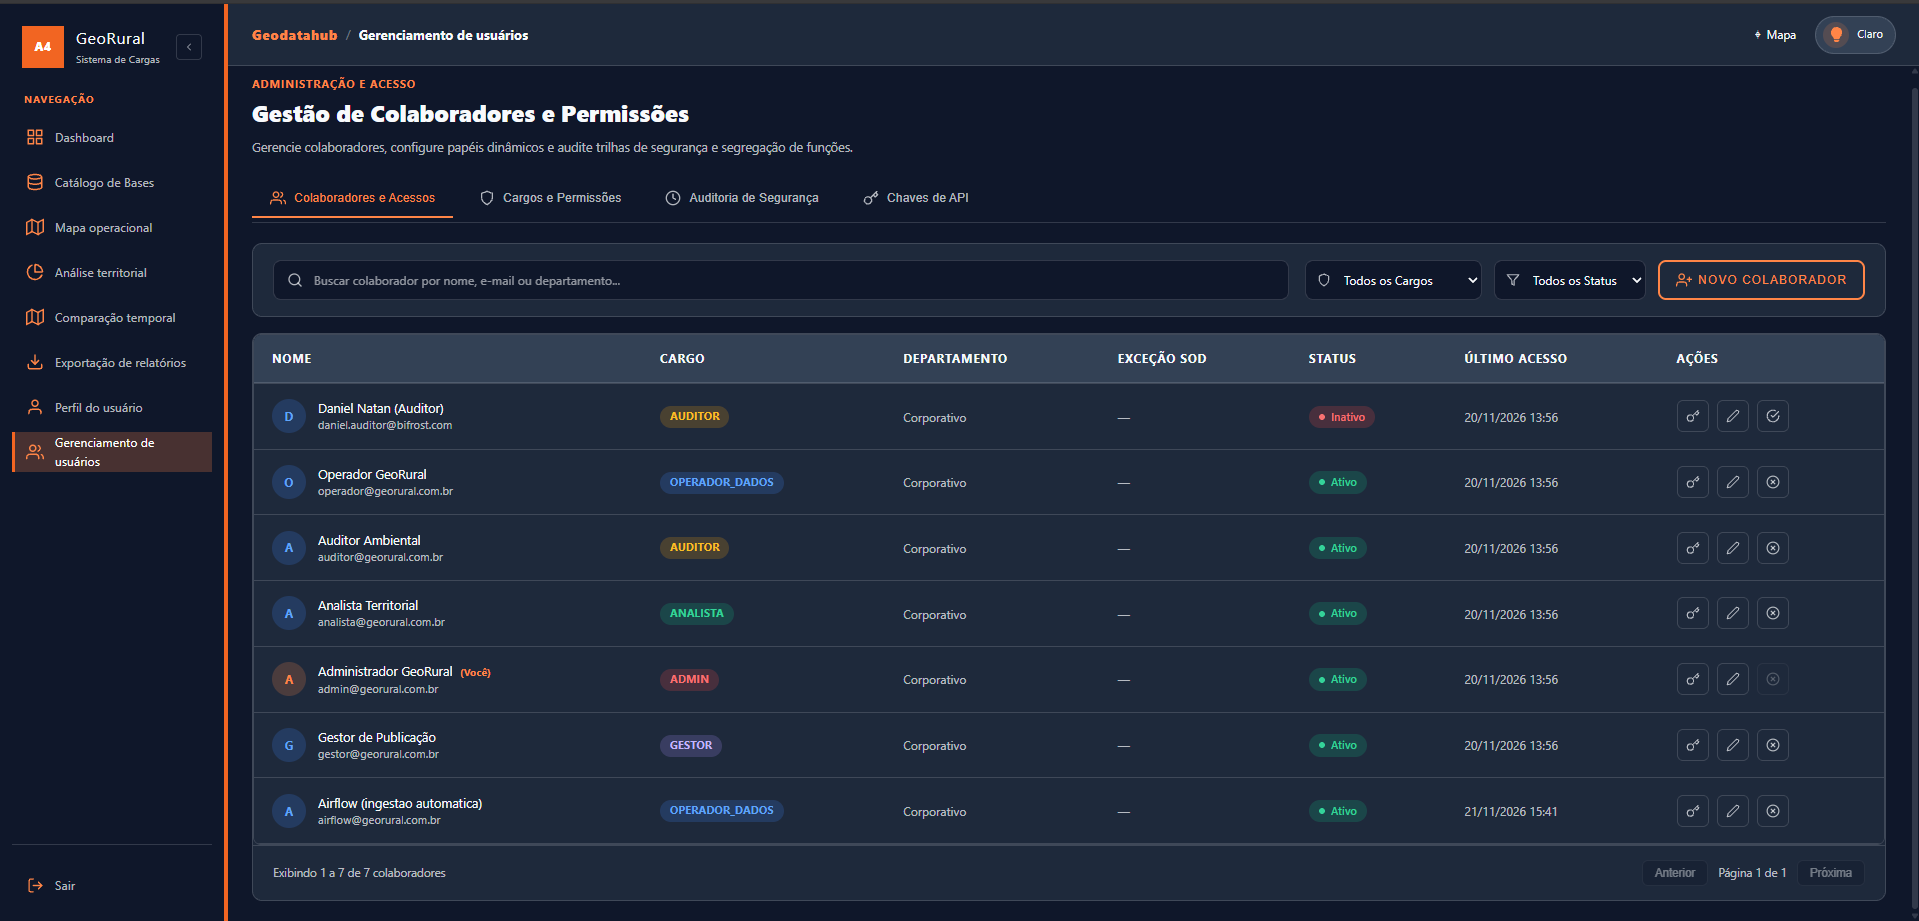 A4
GeoRural
Sistema de Cargas
NAVEGAÇÃO
Dashboard
Catálogo de Bases
Mapa operacional
Análise territorial
Comparação temporal
Exportação de relatórios
Perfil do usuário
Gerenciamento de
usuários
Sair
Geodatahub / Gerenciamento de usuários
Mapa
Claro
ADMINISTRAÇÃO E ACESSO
Gestão de Colaboradores e Permissões
Gerencie colaboradores, configure papéis dinâmicos e audite trilhas de segurança e segregação de funções.
Colaboradores e Acessos Cargos e Permissões Auditoria de Segurança Chaves de API
Buscar colaborador por nome, e-mail ou departamento... Todos os Cargos Todos os Status NOVO COLABORADOR
NOME CARGO DEPARTAMENTO EXCEÇÃO SOD STATUS ÚLTIMO ACESSO AÇÕES
D Daniel Natan (Auditor) AUDITOR Corporativo — Inativo 20/11/2026 13:56
daniel.auditor@bifrost.com
O Operador GeoRural OPERADOR_DADOS Corporativo — Ativo 20/11/2026 13:56
operador@georural.com.br
A Auditor Ambiental AUDITOR Corporativo — Ativo 20/11/2026 13:56
auditor@georural.com.br
A Analista Territorial ANALISTA Corporativo — Ativo 20/11/2026 13:56
analista@georural.com.br
A Administrador GeoRural (Você) ADMIN Corporativo — Ativo 20/11/2026 13:56
admin@georural.com.br
G Gestor de Publicação GESTOR Corporativo — Ativo 20/11/2026 13:56
gestor@georural.com.br
A Airflow (ingestao automatica) OPERADOR_DADOS Corporativo — Ativo 21/11/2026 15:41
airflow@georural.com.br
Exibindo 1 a 7 de 7 colaboradores Anterior Página 1 de 1 Próxima